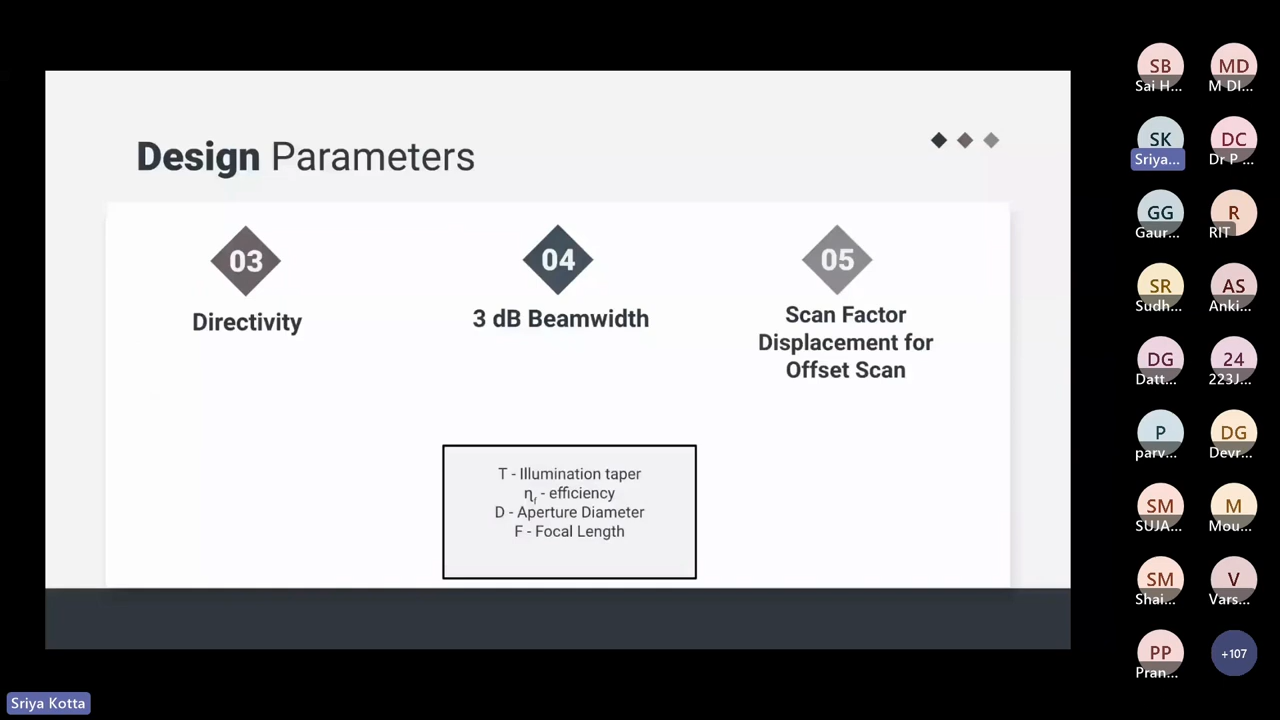 Design Parameters
03
04
05
Directivity
3 dB Beamwidth
Scan Factor
Displacement for
Offset Scan
T - Illumination taper
ηf - efficiency
D - Aperture Diameter
F - Focal Length
SB
Sai H...
MD
M DI...
SK
Sriya...
DC
Dr P ...
GG
Gaur...
R
RIT
SR
Sudh...
AS
Anki...
DG
Datt...
24
223J...
P
parv...
DG
Devr...
SM
SUJA...
M
Mou...
SM
Shai...
V
Vars...
PP
Pran...
+107
Sriya Kotta